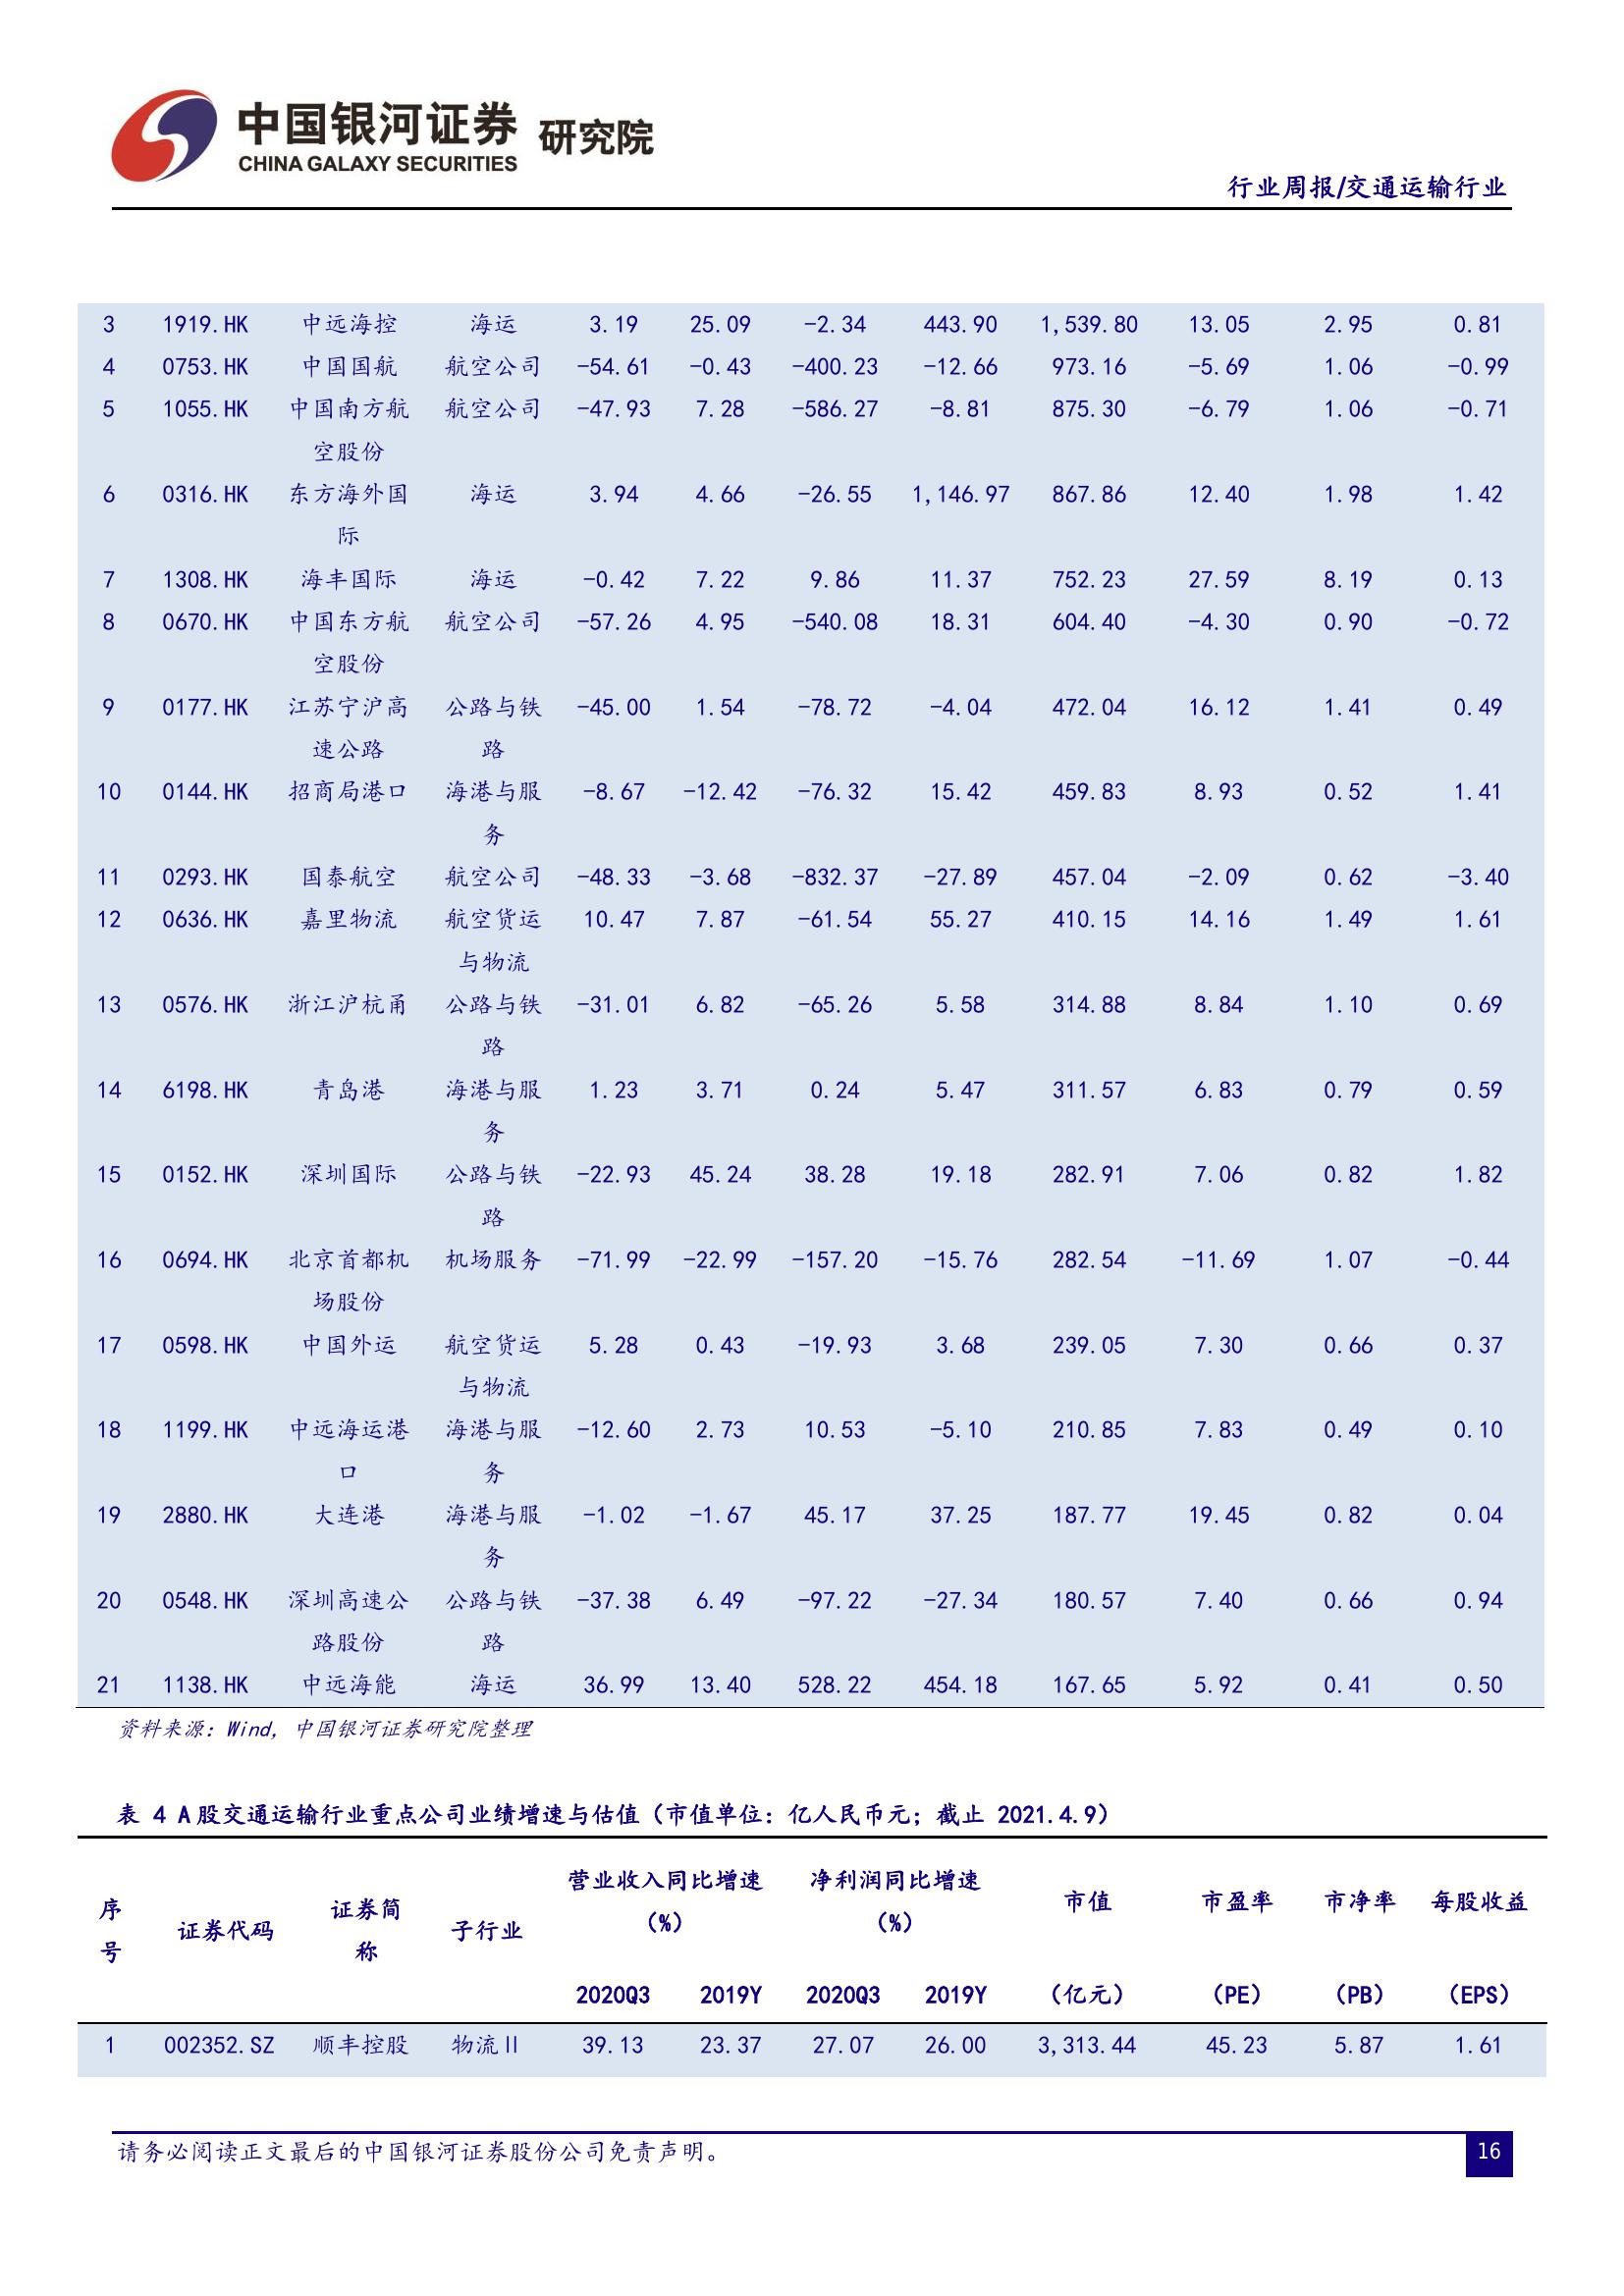 中国银河证券 研究院
CHINA GALAXY SECURITIES
行业周报/交通运输行业
3 1919.HK 中远海控 海运 3.19 25.09 -2.34 443.90 1,539.80 13.05 2.95 0.81
4 0753.HK 中国国航 航空公司 -54.61 -0.43 -400.23 -12.66 973.16 -5.69 1.06 -0.99
5 1055.HK 中国南方航 航空公司 -47.93 7.28 -586.27 -8.81 875.30 -6.79 1.06 -0.71
空股份
6 0316.HK 东方海外国 海运 3.94 4.66 -26.55 1,146.97 867.86 12.40 1.98 1.42
际
7 1308.HK 海丰国际 海运 -0.42 7.22 9.86 11.37 752.23 27.59 8.19 0.13
8 0670.HK 中国东方航 航空公司 -57.26 4.95 -540.08 18.31 604.40 -4.30 0.90 -0.72
空股份
9 0177.HK 江苏宁沪高 公路与铁 -45.00 1.54 -78.72 -4.04 472.04 16.12 1.41 0.49
速公路 路
10 0144.HK 招商局港口 海港与服 -8.67 -12.42 -76.32 15.42 459.83 8.93 0.52 1.41
务
11 0293.HK 国泰航空 航空公司 -48.33 -3.68 -832.37 -27.89 457.04 -2.09 0.62 -3.40
12 0636.HK 嘉里物流 航空货运 10.47 7.87 -61.54 55.27 410.15 14.16 1.49 1.61
与物流
13 0576.HK 浙江沪杭甬 公路与铁 -31.01 6.82 -65.26 5.58 314.88 8.84 1.10 0.69
路
14 6198.HK 青岛港 海港与服 1.23 3.71 0.24 5.47 311.57 6.83 0.79 0.59
务
15 0152.HK 深圳国际 公路与铁 -22.93 45.24 38.28 19.18 282.91 7.06 0.82 1.82
路
16 0694.HK 北京首都机 机场服务 -71.99 -22.99 -157.20 -15.76 282.54 -11.69 1.07 -0.44
场股份
17 0598.HK 中国外运 航空货运 5.28 0.43 -19.93 3.68 239.05 7.30 0.66 0.37
与物流
18 1199.HK 中远海运港 海港与服 -12.60 2.73 10.53 -5.10 210.85 7.83 0.49 0.10
口 务
19 2880.HK 大连港 海港与服 -1.02 -1.67 45.17 37.25 187.77 19.45 0.82 0.04
务
20 0548.HK 深圳高速公 公路与铁 -37.38 6.49 -97.22 -27.34 180.57 7.40 0.66 0.94
路股份 路
21 1138.HK 中远海能 海运 36.99 13.40 528.22 454.18 167.65 5.92 0.41 0.50
资料来源：Wind，中国银河证券研究院整理
表 4 A股交通运输行业重点公司业绩增速与估值（市值单位：亿人民币元；截止 2021.4.9）
序号 证券代码 证券简称 子行业 营业收入同比增速（%） 净利润同比增速（%） 市值 市盈率 市净率 每股收益
2020Q3 2019Y 2020Q3 2019Y （亿元） （PE） （PB） （EPS）
1 002352.SZ 顺丰控股 物流Ⅱ 39.13 23.37 27.07 26.00 3,313.44 45.23 5.87 1.61
请务必阅读正文最后的中国银河证券股份公司免责声明。
16